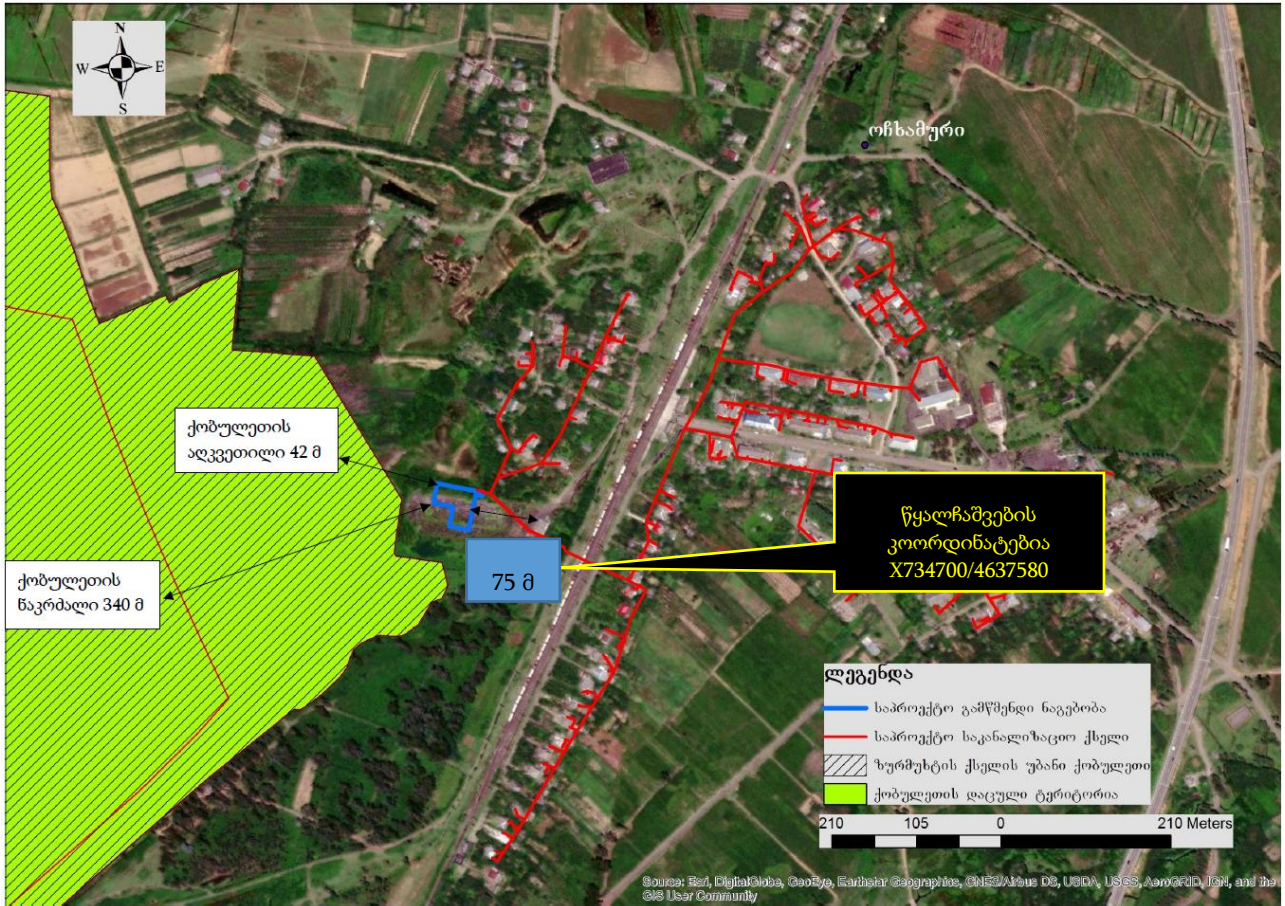 N
W
E
S
ოჩხამური
ქობულეთის
აღკვეთილი 42 მ
ქობულეთის
ნაკრძალი 340 მ
75 მ
წყალჩაშვების
კოორდინატებია
X734700/4637580
ლეგენდა
საპროექტო გამწმენდი ნაგებობა
საპროექტო საკანალიზაციო ქსელი
ზურმუხტის ქსელის უბანი ქობულეთი
ქობულეთის დაცული ტერიტორია
210 105 0 210 Meters
Source: Esri, DigitalGlobe, GeoEye, Earthstar Geographics, CNES/Airbus DS, USDA, USGS, AeroGRID, IGN, and the
GIS User Community